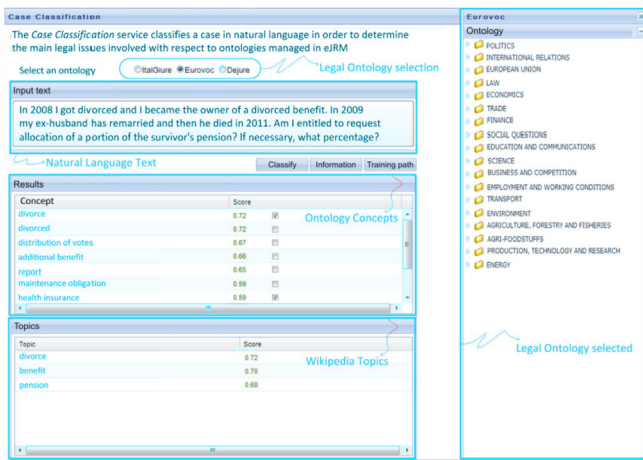 Case Classification
The Case Classification service classifies a case in natural language in order to determine
the main legal issues involved with respect to ontologies managed in eJRM
Select an ontology
ItalGiure Eurovoc Dejure
Legal Ontology selection
Input text
In 2008 I got divorced and I became the owner of a divorced benefit. In 2009
my ex-husband has remarried and then he died in 2011. Am I entitled to request
allocation of a portion of the survivor's pension? If necessary, what percentage?
Natural Language Text
Classify Information Training path
Results
Concept Score
divorce 0.72
divorced 0.72
distribution of votes 0.67
additional benefit 0.66
report 0.65
maintenance obligation 0.59
health insurance 0.59
Ontology Concepts
Topics
Topic Score
divorce 0.72
benefit 0.70
pension 0.68
Wikipedia Topics
Eurovoc
Ontology
POLITICS
INTERNATIONAL RELATIONS
EUROPEAN UNION
LAW
ECONOMICS
TRADE
FINANCE
SOCIAL QUESTIONS
EDUCATION AND COMMUNICATIONS
SCIENCE
BUSINESS AND COMPETITION
EMPLOYMENT AND WORKING CONDITIONS
TRANSPORT
ENVIRONMENT
AGRICULTURE, FORESTRY AND FISHERIES
AGRI-FOODSTUFFS
PRODUCTION, TECHNOLOGY AND RESEARCH
ENERGY
Legal Ontology selected